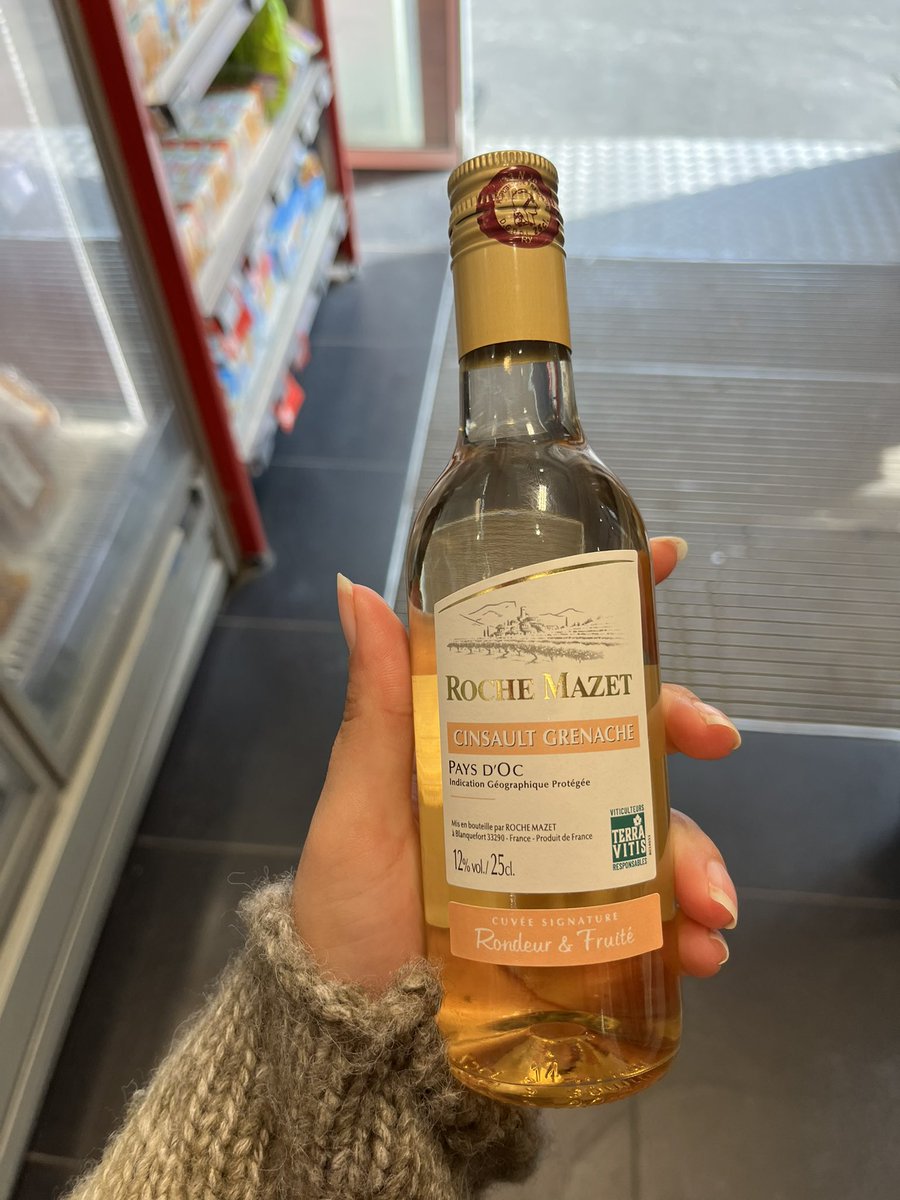 ROCHE MAZET
CINSAULT GRENACHE
PAYS D'OC
Indication Géographique Protégée
Mis en bouteille par ROCHE MAZET
à Blanquefort 33290 - France - Produit de France
12% vol./ 25cl.
VITICULTEURS
TERRA
VITIS
RESPONSABLES
CUVÉE SIGNATURE
Rondeur & Fruité